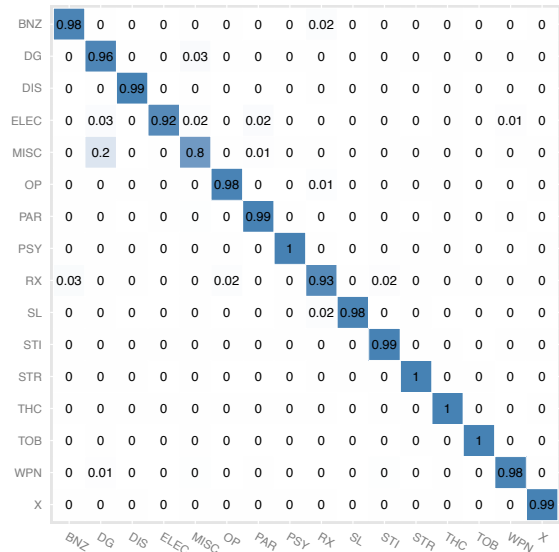 BNZ 0.98 0 0 0 0 0 0 0 0.02 0 0 0 0 0 0 0
DG 0 0.96 0 0 0.03 0 0 0 0 0 0 0 0 0 0 0
DIS 0 0 0.99 0 0 0 0 0 0 0 0 0 0 0 0 0
ELEC 0 0.03 0 0.92 0.02 0 0.02 0 0 0 0 0 0 0 0.01 0
MISC 0 0.2 0 0 0.8 0 0.01 0 0 0 0 0 0 0 0 0
OP 0 0 0 0 0 0.98 0 0 0.01 0 0 0 0 0 0 0
PAR 0 0 0 0 0 0 0.99 0 0 0 0 0 0 0 0 0
PSY 0 0 0 0 0 0 0 1 0 0 0 0 0 0 0 0
RX 0.03 0 0 0 0 0.02 0 0 0.93 0 0.02 0 0 0 0 0
SL 0 0 0 0 0 0 0 0 0.02 0.98 0 0 0 0 0 0
STI 0 0 0 0 0 0 0 0 0 0 0.99 0 0 0 0 0
STR 0 0 0 0 0 0 0 0 0 0 0 1 0 0 0 0
THC 0 0 0 0 0 0 0 0 0 0 0 0 1 0 0 0
TOB 0 0 0 0 0 0 0 0 0 0 0 0 0 1 0 0
WPN 0 0.01 0 0 0 0 0 0 0 0 0 0 0 0 0.98 0
X 0 0 0 0 0 0 0 0 0 0 0 0 0 0 0 0.99
BNZ DG DIS ELEC MISC OP PAR PSY RX SL STI STR THC TOB WPN X